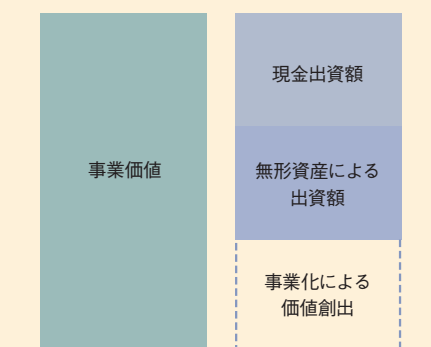 事業価値
現金出資額
無形資産による
出資額
事業化による
価値創出